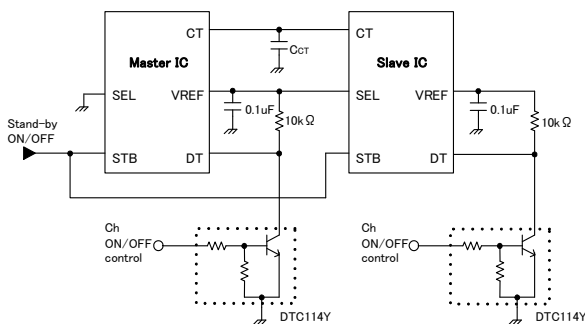 CT
CT
CCT
Master IC
Slave IC
SEL
VREF
SEL
VREF
0.1uF
10kΩ
0.1uF
10kΩ
Stand-by
ON/OFF
STB
DT
STB
DT
Ch
ON/OFF
control
DTC114Y
Ch
ON/OFF
control
DTC114Y